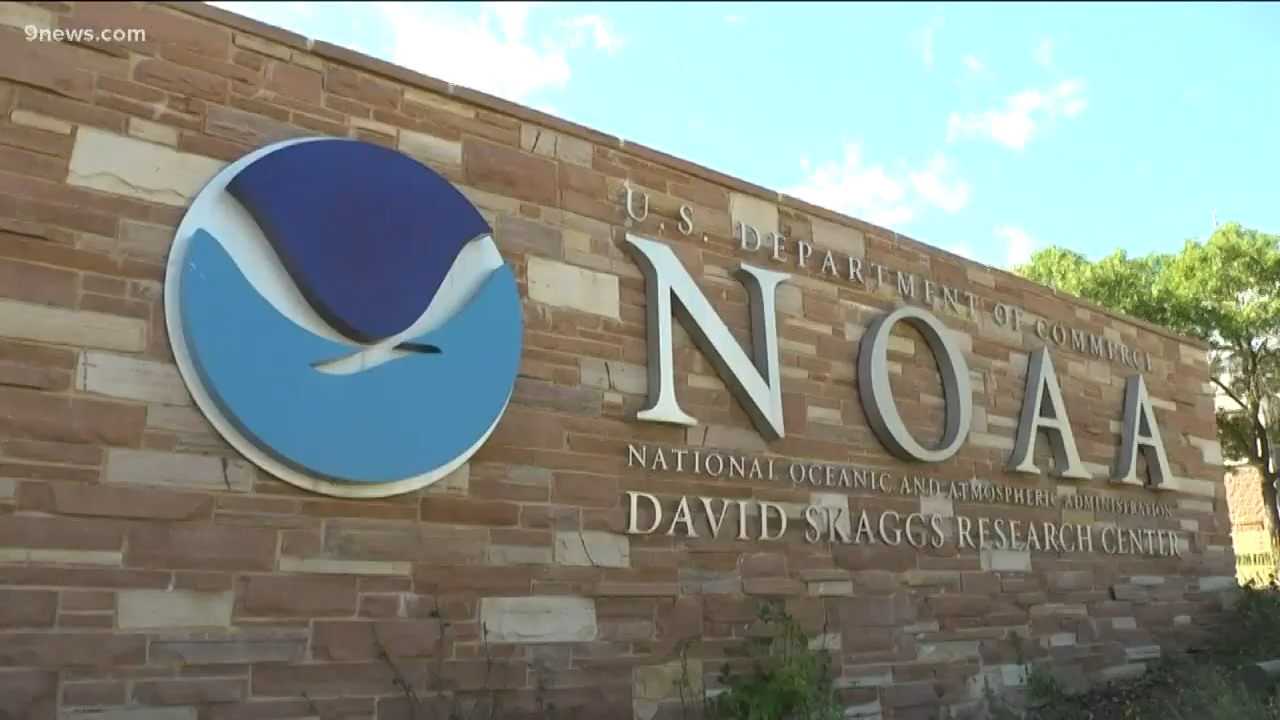 9news.com
U.S. DEPARTMENT OF COMMERCE
NOAA
NATIONAL OCEANIC AND ATMOSPHERIC ADMINISTRATION
DAVID SKAGGS RESEARCH CENTER